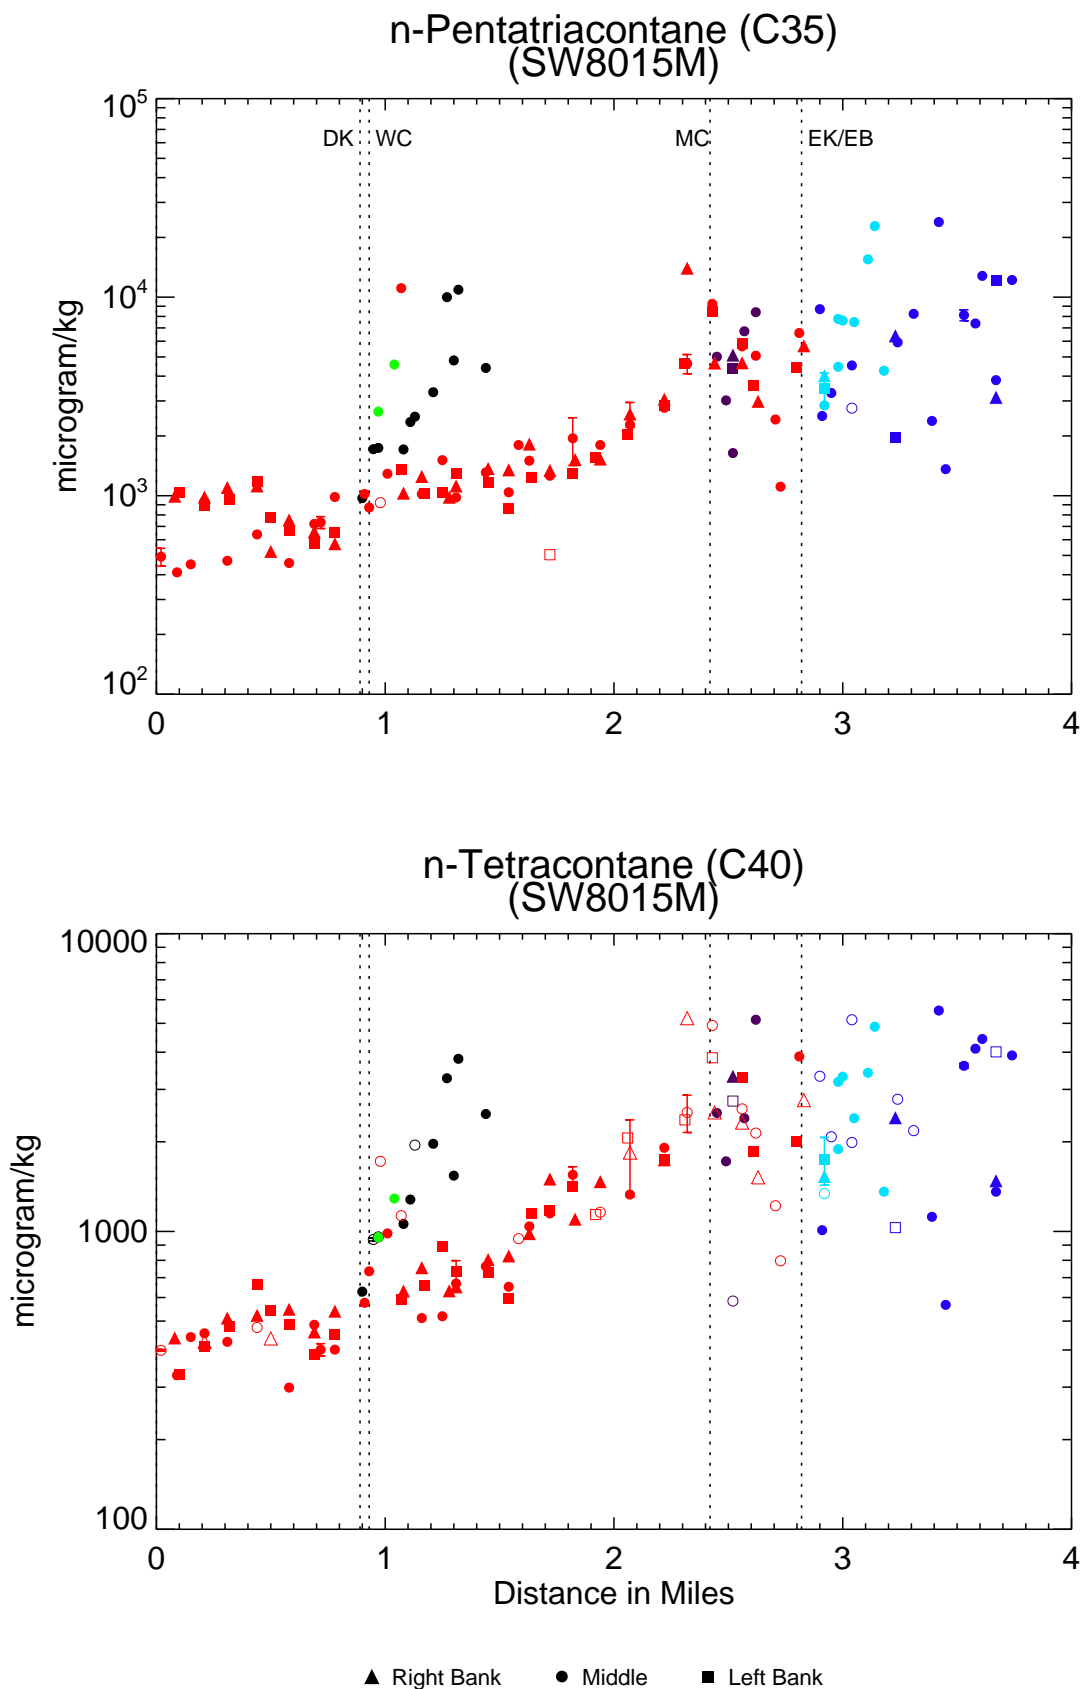 n-Pentatriacontane (C35)
(SW8015M)
10^5
DK WC MC EK/EB
10^4
microgram/kg
10^3
10^2
0 1 2 3 4
n-Tetracontane (C40)
(SW8015M)
10000
microgram/kg
1000
100
0 1 2 3 4
Distance in Miles
Right Bank Middle Left Bank